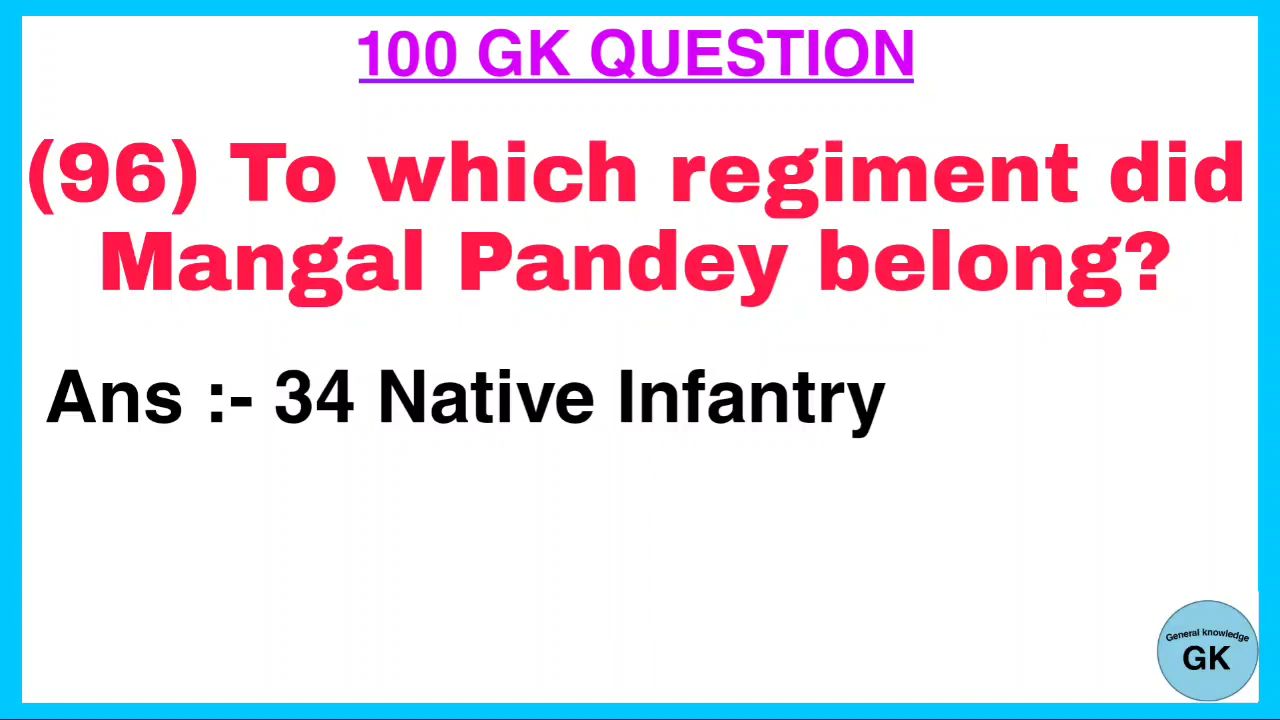 100 GK QUESTION
(96) To which regiment did
Mangal Pandey belong?
Ans :- 34 Native Infantry
General knowledge
GK